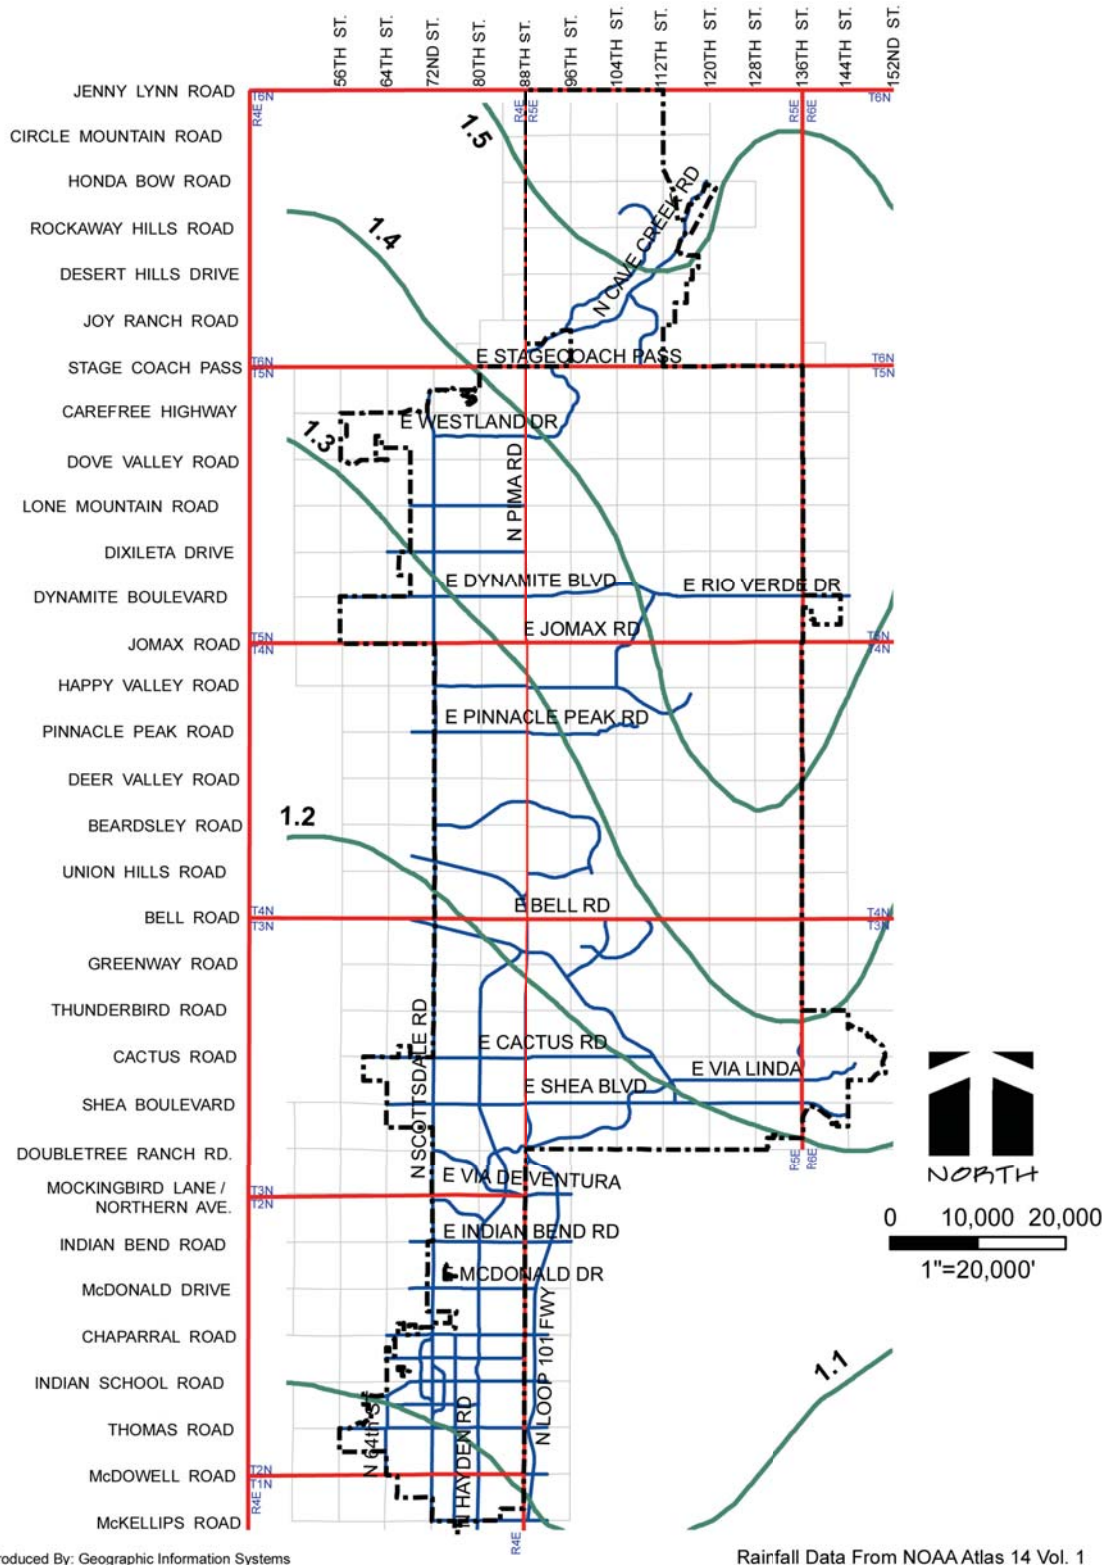 56TH ST.
64TH ST.
72ND ST.
80TH ST.
88TH ST.
96TH ST.
104TH ST.
112TH ST.
120TH ST.
128TH ST.
136TH ST.
144TH ST.
152ND ST.
JENNY LYNN ROAD
T6N
R4E
R4E
R5E
R5E
R6E
T6N
CIRCLE MOUNTAIN ROAD
1.5
HONDA BOW ROAD
N CAVE CREEK RD
ROCKAWAY HILLS ROAD
1.4
DESERT HILLS DRIVE
JOY RANCH ROAD
E STAGECOACH PASS
STAGE COACH PASS
T6N
T5N
T6N
T5N
CAREFREE HIGHWAY
E WESTLAND DR
1.3
DOVE VALLEY ROAD
N PIMA RD
LONE MOUNTAIN ROAD
DIXILETA DRIVE
E DYNAMITE BLVD
E RIO VERDE DR
DYNAMITE BOULEVARD
E JOMAX RD
JOMAX ROAD
T5N
T4N
T5N
T4N
HAPPY VALLEY ROAD
E PINNACLE PEAK RD
PINNACLE PEAK ROAD
DEER VALLEY ROAD
1.2
BEARDSLEY ROAD
UNION HILLS ROAD
E BELL RD
BELL ROAD
T4N
T3N
T4N
T3N
GREENWAY ROAD
THUNDERBIRD ROAD
N SCOTTSDALE RD
E CACTUS RD
CACTUS ROAD
E VIA LINDA
E SHEA BLVD
SHEA BOULEVARD
DOUBLETREE RANCH RD.
R5E
R6E
NORTH
E VIA DE VENTURA
MOCKINGBIRD LANE /
NORTHERN AVE.
T3N
T2N
0 10,000 20,000
1"=20,000'
E INDIAN BEND RD
INDIAN BEND ROAD
E MCDONALD DR
McDONALD DRIVE
N LOOP 101 FWY
CHAPARRAL ROAD
1.1
INDIAN SCHOOL ROAD
N 64th St
N HAYDEN RD
THOMAS ROAD
McDOWELL ROAD
T2N
T1N
R4E
McKELLIPS ROAD
R4E
roduced By: Geographic Information Systems
Rainfall Data From NOAA Atlas 14 Vol. 1